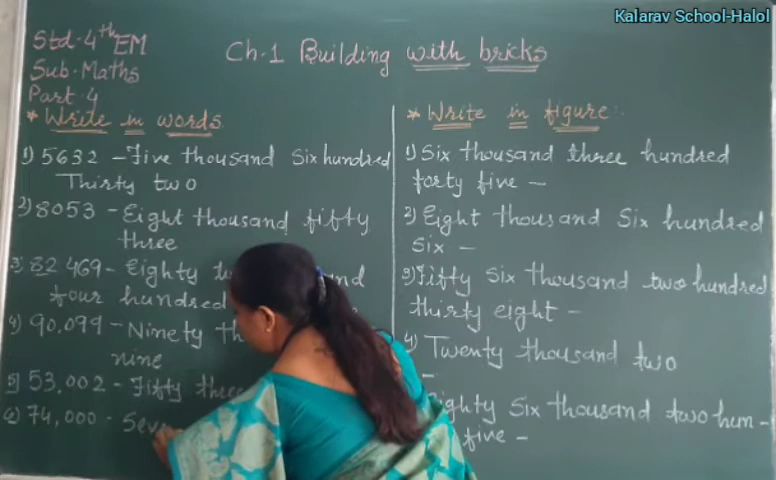 Kalarav School-Halol
Std-4th EM
Sub-Maths
Part 4
Ch-1 Building with bricks
* Write in words
1) 5632 - Five thousand Six hundred
Thirty two
2) 8053 - Eight thousand fifty
three
3) 82 469 - Eighty
four hundred
4) 90,099 - Ninety
nine
5) 53,002 - Fifty three
6) 74,000 -
* Write in figure:
1) Six thousand three hundred
forty five -
2) Eight thousand Six hundred
Six -
3) Fifty Six thousand two hundred
thirty eight -
4) Twenty thousand two
-
Six thousand two hun-
five -